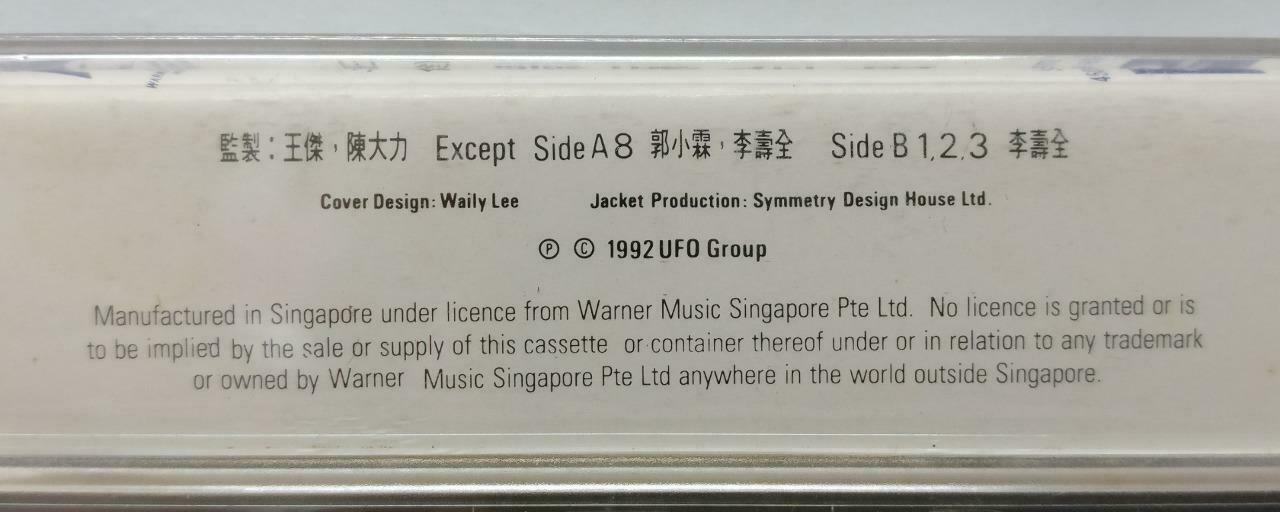 監製：王傑，陳大力 Except Side A 8 郭小霖，李壽全 Side B 1,2,3 李壽全
Cover Design: Waily Lee Jacket Production: Symmetry Design House Ltd.
Ⓟ © 1992 UFO Group
Manufactured in Singapore under licence from Warner Music Singapore Pte Ltd. No licence is granted or is
to be implied by the sale or supply of this cassette or container thereof under or in relation to any trademark
or owned by Warner Music Singapore Pte Ltd anywhere in the world outside Singapore.